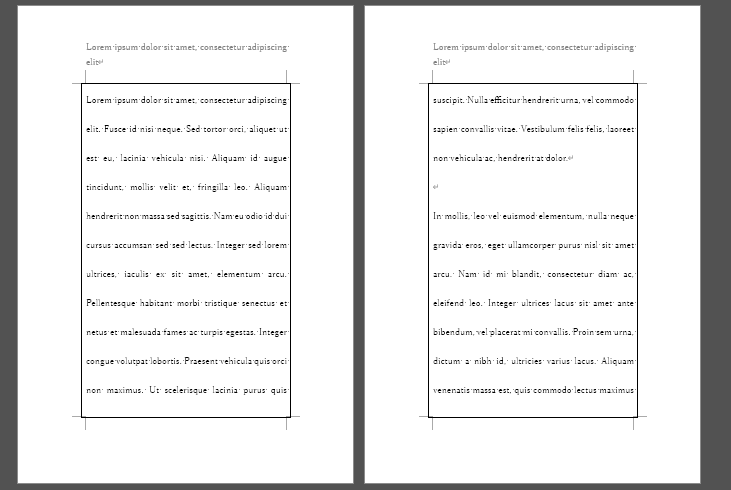 Lorem ipsum dolor sit amet, consectetur adipiscing
elit
Lorem ipsum dolor sit amet, consectetur adipiscing
elit. Fusce id nisi neque. Sed tortor orci, aliquet ut
est eu, lacinia vehicula nisi. Aliquam id augue
tincidunt, mollis velit et, fringilla leo. Aliquam
hendrerit non massa sed sagittis. Nam eu odio id dui
cursus accumsan sed sed lectus. Integer sed lorem
ultrices, iaculis ex sit amet, elementum arcu.
Pellentesque habitant morbi tristique senectus et
netus et malesuada fames ac turpis egestas. Integer
congue volutpat lobortis. Praesent vehicula quis orci
non maximus. Ut scelerisque lacinia purus quis
Lorem ipsum dolor sit amet, consectetur adipiscing
elit
suscipit. Nulla efficitur hendrerit urna, vel commodo
sapien convallis vitae. Vestibulum felis felis, laoreet
non vehicula ac, hendrerit at dolor.
In mollis, leo vel euismod elementum, nulla neque
gravida eros, eget ullamcorper purus nisl sit amet
arcu. Nam id mi blandit, consectetur diam ac,
eleifend leo. Integer ultrices lacus sit amet ante
bibendum, vel placerat mi convallis. Proin sem urna,
dictum a nibh id, ultricies varius lacus. Aliquam
venenatis massa est, quis commodo lectus maximus